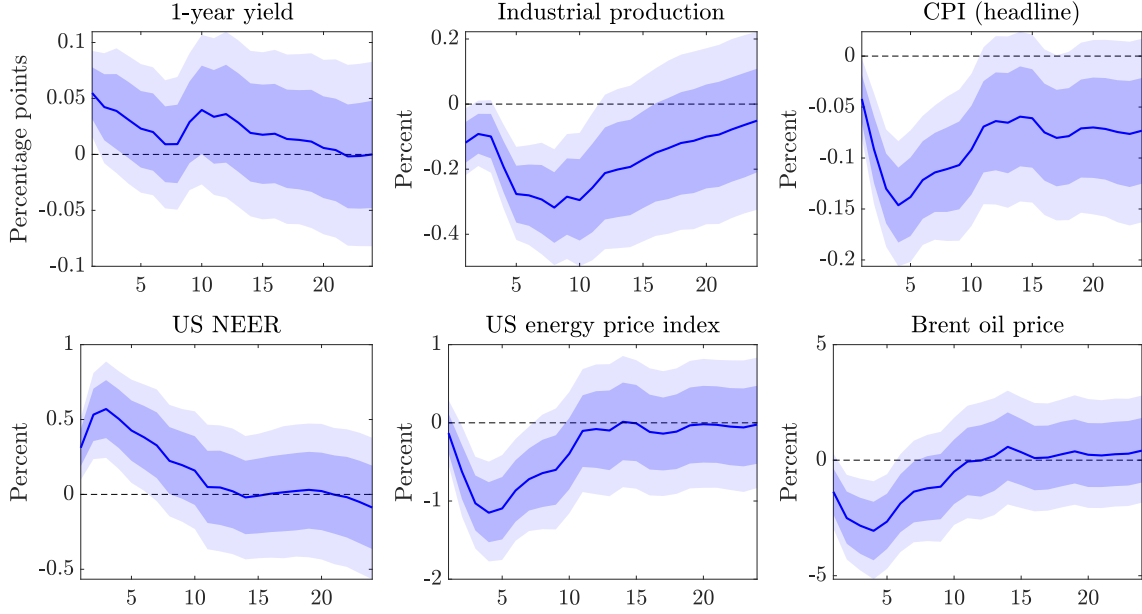 1-year yield
Percentage points
0.1
0.05
0
-0.05
-0.1
5 10 15 20
Industrial production
Percent
0.2
0
-0.2
-0.4
5 10 15 20
CPI (headline)
Percent
0
-0.05
-0.1
-0.15
-0.2
5 10 15 20
US NEER
Percent
1
0.5
0
-0.5
5 10 15 20
US energy price index
Percent
1
0
-1
-2
5 10 15 20
Brent oil price
Percent
5
0
-5
5 10 15 20